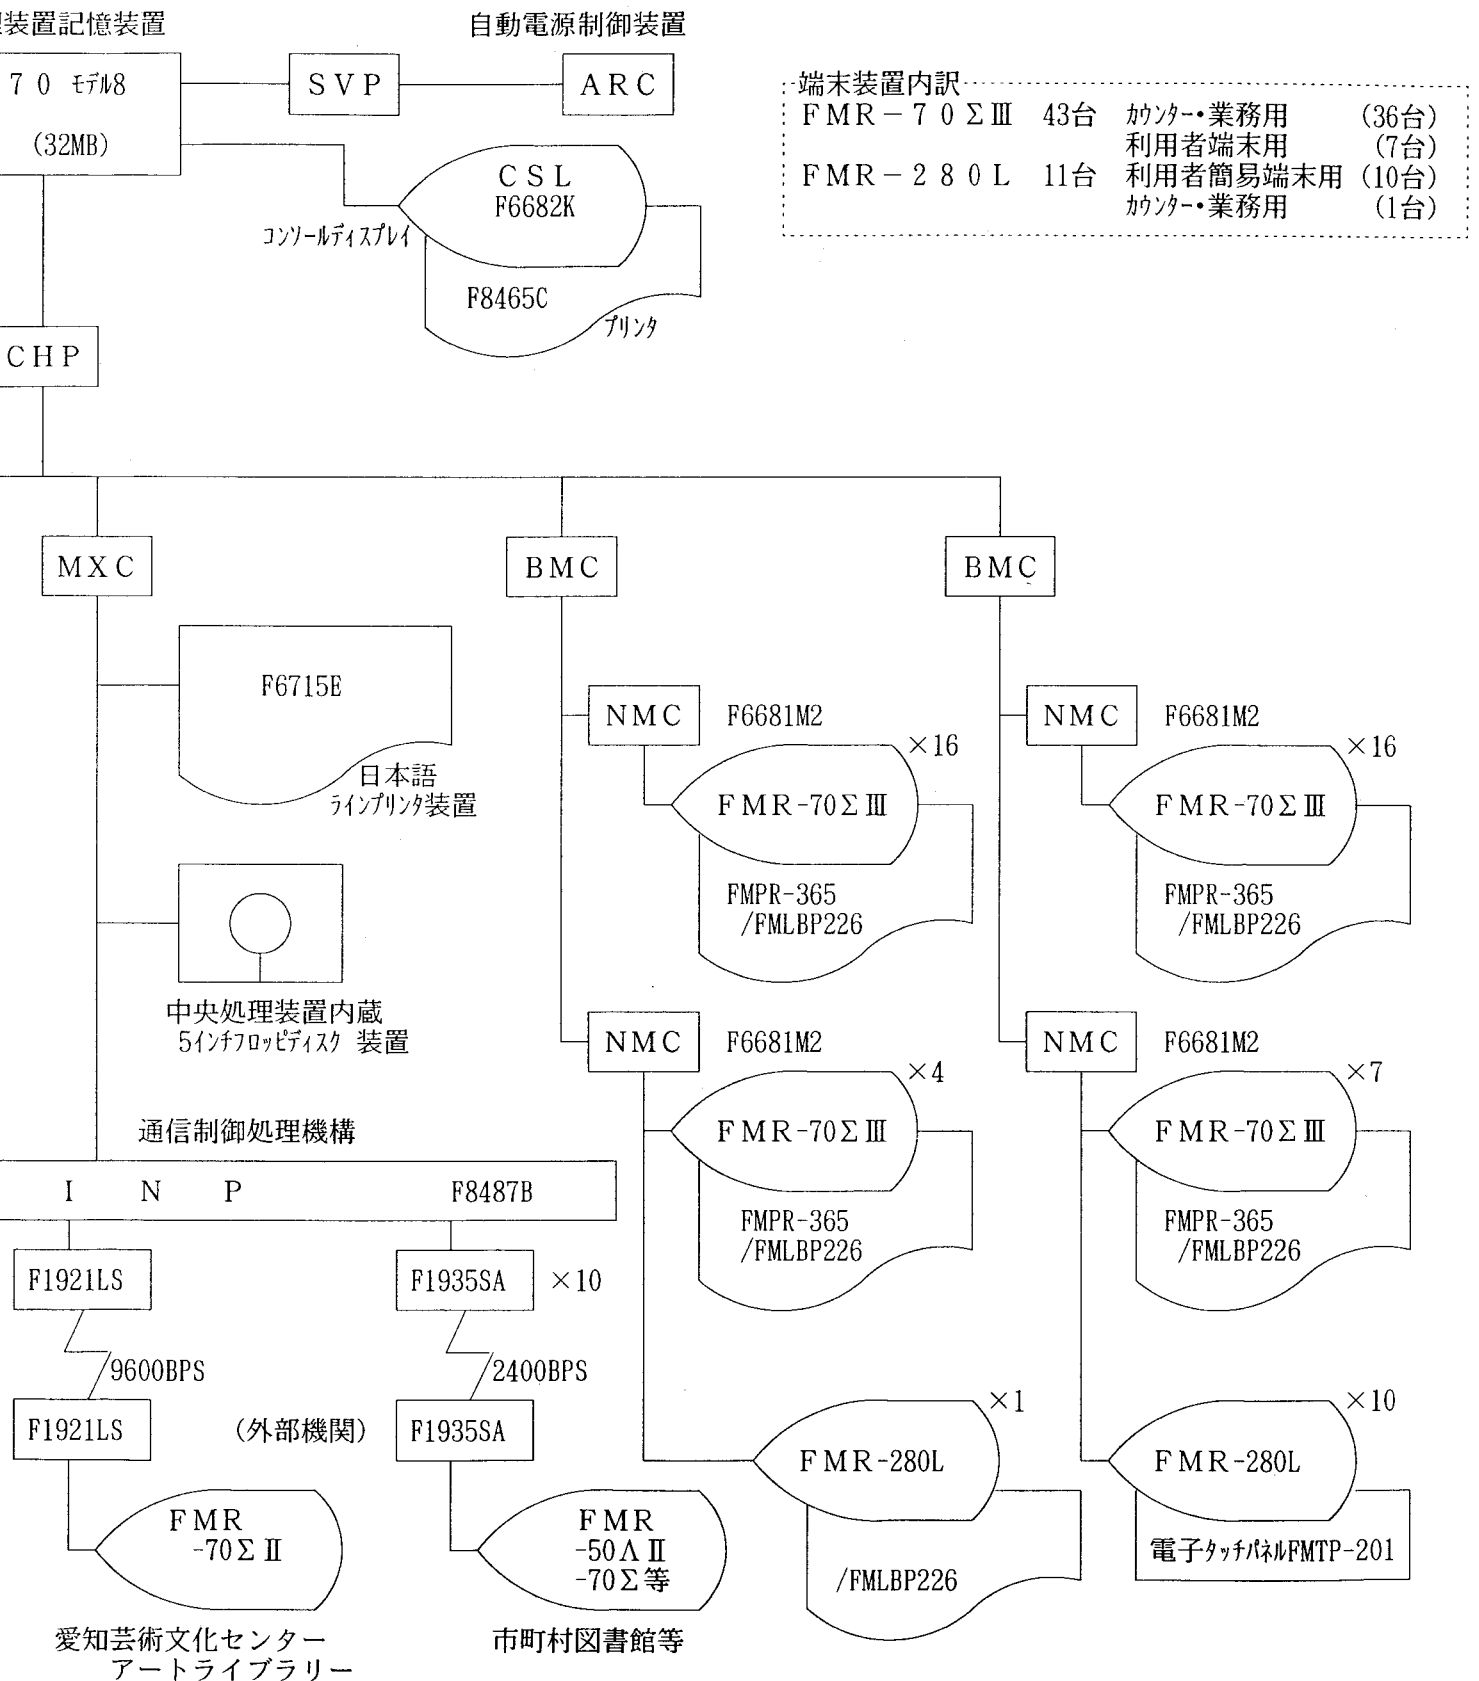 理装置記憶装置
自動電源制御装置
７０ ﾓﾃﾞﾙ8
(32MB)
ＳＶＰ
ＡＲＣ
端末装置内訳
ＦＭＲ－７０ΣⅢ 43台 ｶｳﾝﾀｰ･業務用 (36台)
利用者端末用 (7台)
ＦＭＲ－２８０Ｌ 11台 利用者簡易端末用 (10台)
ｶｳﾝﾀｰ･業務用 (1台)
ＣＳＬ
F6682K
ｺﾝｿｰﾙﾃﾞｨｽﾌﾟﾚｲ
F8465C
ﾌﾟﾘﾝﾀ
ＣＨＰ
ＭＸＣ
ＢＭＣ
ＢＭＣ
F6715E
日本語
ﾗｲﾝﾌﾟﾘﾝﾀ装置
ＮＭＣ F6681M2
×16
ＦＭＲ-70ΣⅢ
FMPR-365
/FMLBP226
ＮＭＣ F6681M2
×16
ＦＭＲ-70ΣⅢ
FMPR-365
/FMLBP226
中央処理装置内蔵
5ｲﾝﾁﾌﾛｯﾋﾟﾃﾞｨｽｸ 装置
ＮＭＣ F6681M2
×4
ＦＭＲ-70ΣⅢ
FMPR-365
/FMLBP226
ＮＭＣ F6681M2
×7
ＦＭＲ-70ΣⅢ
FMPR-365
/FMLBP226
通信制御処理機構
Ｉ Ｎ Ｐ F8487B
F1921LS
F1935SA ×10
9600BPS
2400BPS
F1921LS
(外部機関)
F1935SA
×1
ＦＭＲ-280L
/FMLBP226
×10
ＦＭＲ-280L
電子ﾀｯﾁﾊﾟﾈﾙFMTP-201
ＦＭＲ
-70ΣⅡ
ＦＭＲ
-50ΛⅡ
-70Σ等
愛知芸術文化センター
アートライブラリー
市町村図書館等